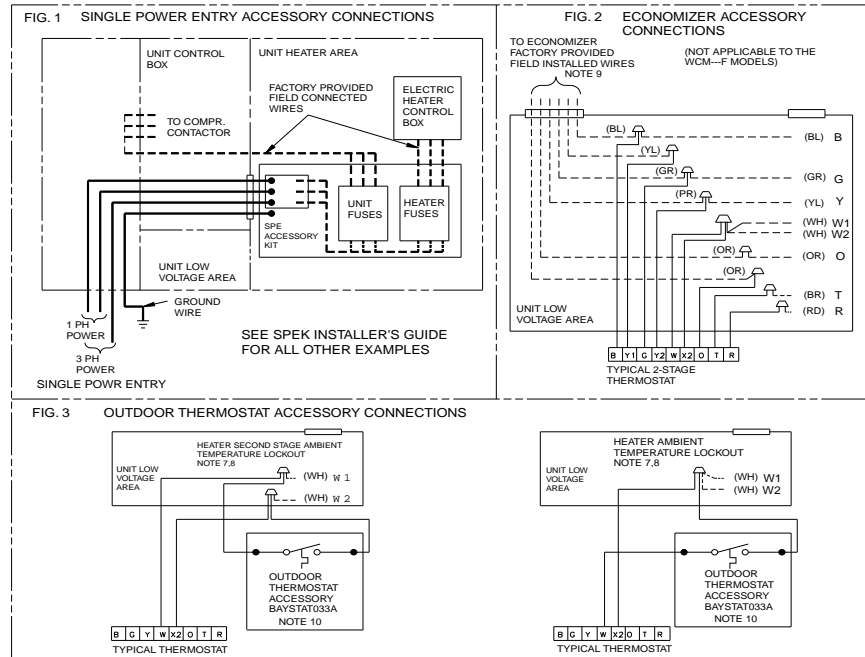 FIG. 1 SINGLE POWER ENTRY ACCESSORY CONNECTIONS
UNIT CONTROL
BOX
UNIT HEATER AREA
FACTORY PROVIDED
FIELD CONNECTED
WIRES
ELECTRIC
HEATER
CONTROL
BOX
TO COMPR.
CONTACTOR
UNIT
FUSES
HEATER
FUSES
SPE
ACCESSORY
KIT
UNIT LOW
VOLTAGE AREA
GROUND
WIRE
1 PH
POWER
3 PH
POWER
SINGLE POWR ENTRY
SEE SPEK INSTALLER'S GUIDE
FOR ALL OTHER EXAMPLES
FIG. 2 ECONOMIZER ACCESSORY
CONNECTIONS
TO ECONOMIZER
FACTORY PROVIDED
FIELD INSTALLED WIRES
NOTE 9
(NOT APPLICABLE TO THE
WCM---F MODELS)
(BL) (BL) B
(YL)
(GR) (GR) G
(PR) (YL) Y
(WH) W1
(WH) W2
(OR) (OR) O
(OR)
(BR) T
(RD) R
UNIT LOW
VOLTAGE AREA
B Y1 G Y2 W X2 O T R
TYPICAL 2-STAGE
THERMOSTAT
FIG. 3 OUTDOOR THERMOSTAT ACCESSORY CONNECTIONS
HEATER SECOND STAGE AMBIENT
TEMPERATURE LOCKOUT
NOTE 7,8
UNIT LOW
VOLTAGE
AREA
(WH) W 1
(WH) W 2
OUTDOOR
THERMOSTAT
ACCESSORY
BAYSTAT033A
NOTE 10
B G Y W X2 O T R
TYPICAL THERMOSTAT
HEATER AMBIENT
TEMPERATURE LOCKOUT
NOTE 7,8
UNIT LOW
VOLTAGE
AREA
(WH) W1
(WH) W2
OUTDOOR
THERMOSTAT
ACCESSORY
BAYSTAT033A
NOTE 10
B G Y W X2 O T R
TYPICAL THERMOSTAT